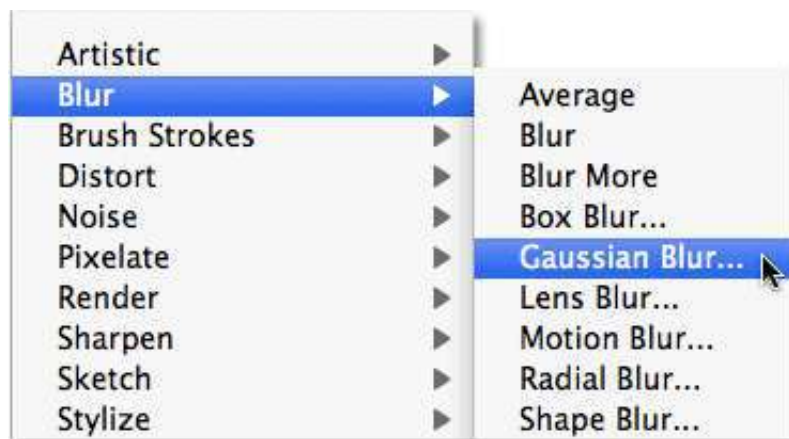 Artistic
Blur
Brush Strokes
Distort
Noise
Pixelate
Render
Sharpen
Sketch
Stylize
Average
Blur
Blur More
Box Blur...
Gaussian Blur...
Lens Blur...
Motion Blur...
Radial Blur...
Shape Blur...